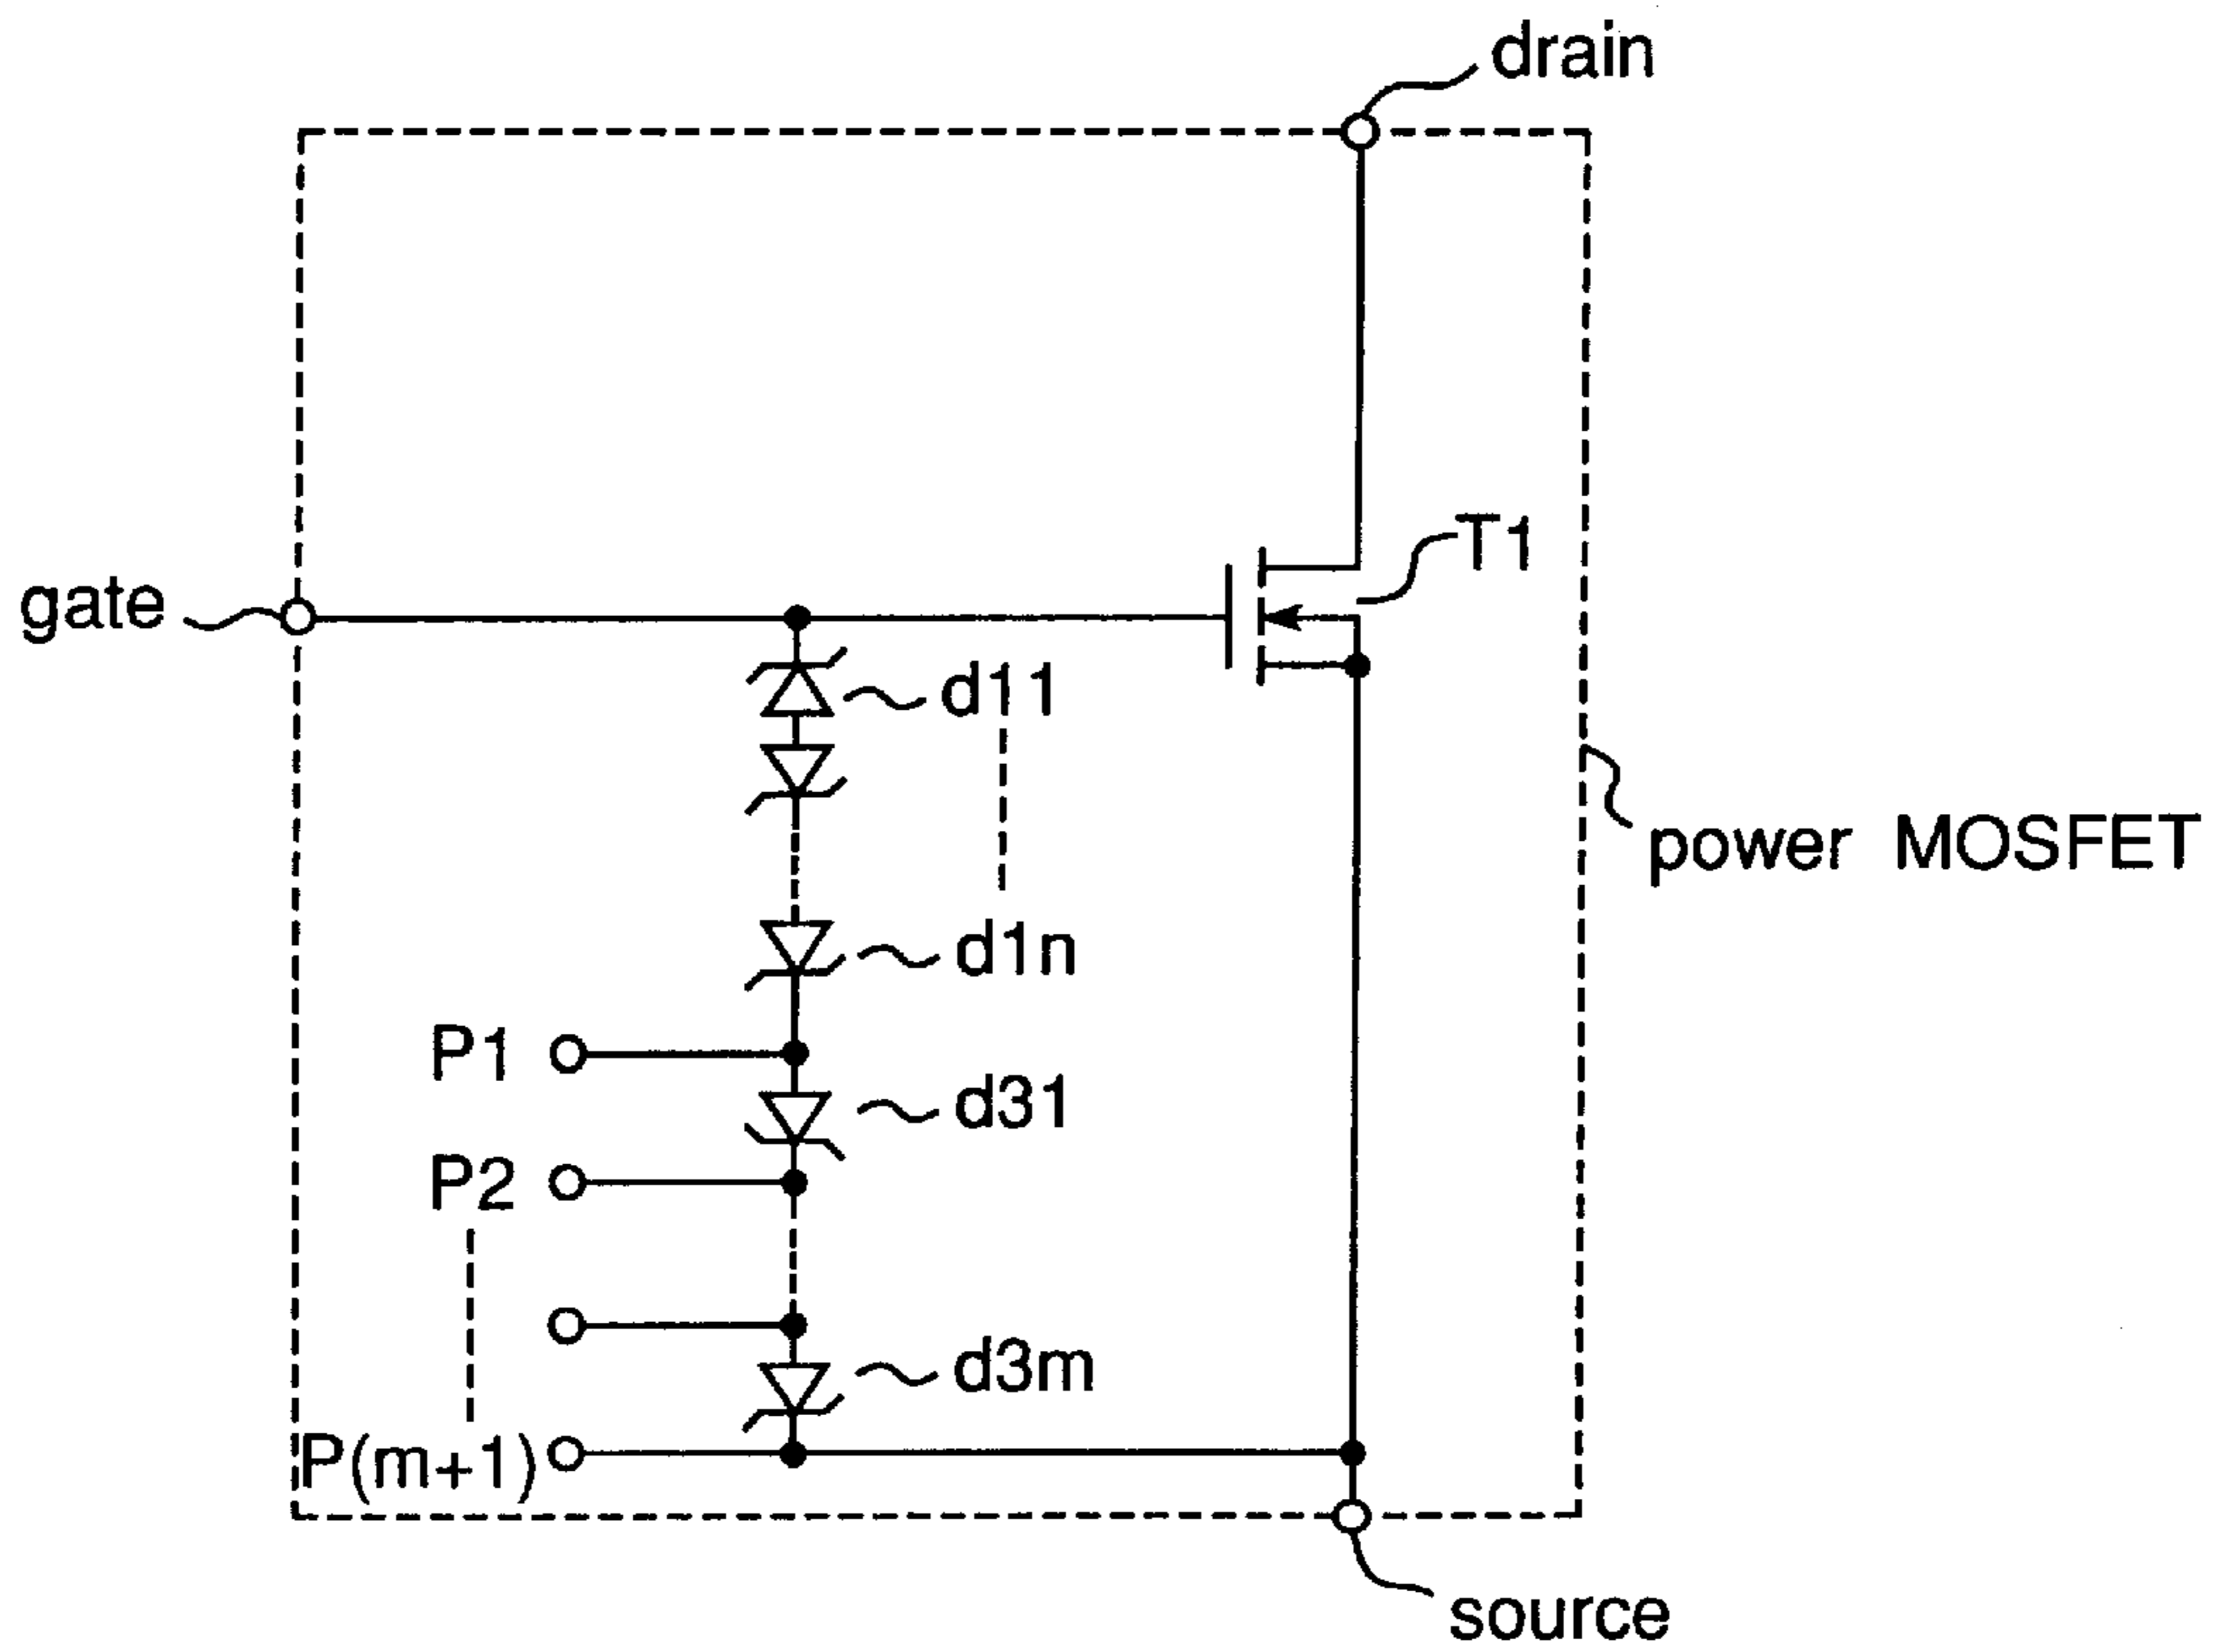 drain
T1
gate
d11
power MOSFET
d1n
P1
d31
P2
d3m
P(m+1)
source